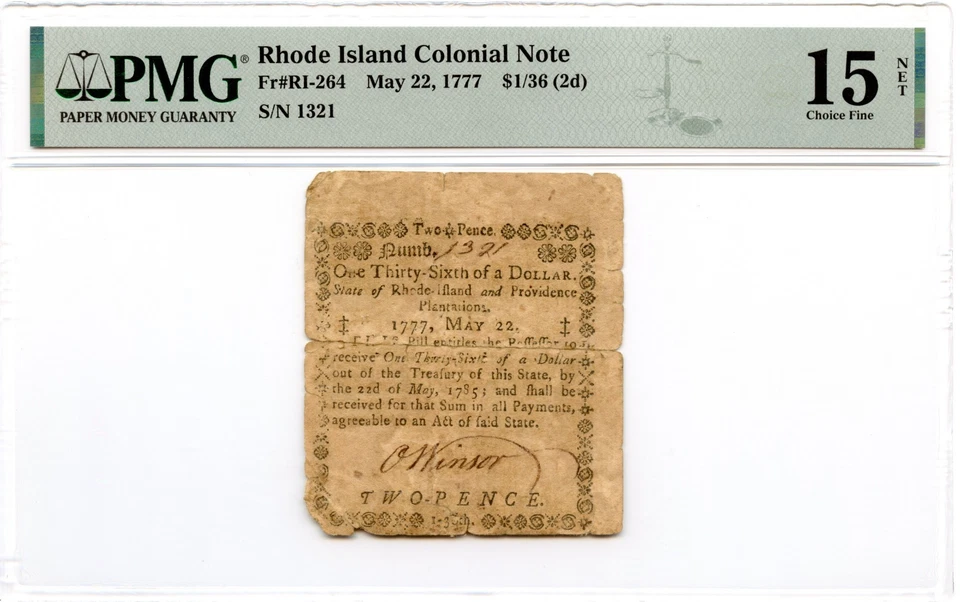 PMG®
PAPER MONEY GUARANTY
Rhode Island Colonial Note
Fr#RI-264 May 22, 1777 $1/36 (2d)
S/N 1321
15 NET
Choice Fine
Two Pence.
Numb. 1321
One Thirty-Sixth of a DOLLAR.
State of Rhode-Iſland and Providence
Plantations.
‡ 1777, MAY 22. ‡
THIS Bill entitles the Poſſeſſor to
receive One Thirty-Sixth of a Dollar
out of the Treaſury of this State, by
the 22d of May, 1785; and ſhall be
received for that Sum in all Payments,
agreeable to an Act of ſaid State.
O Winsor
TWO-PENCE.